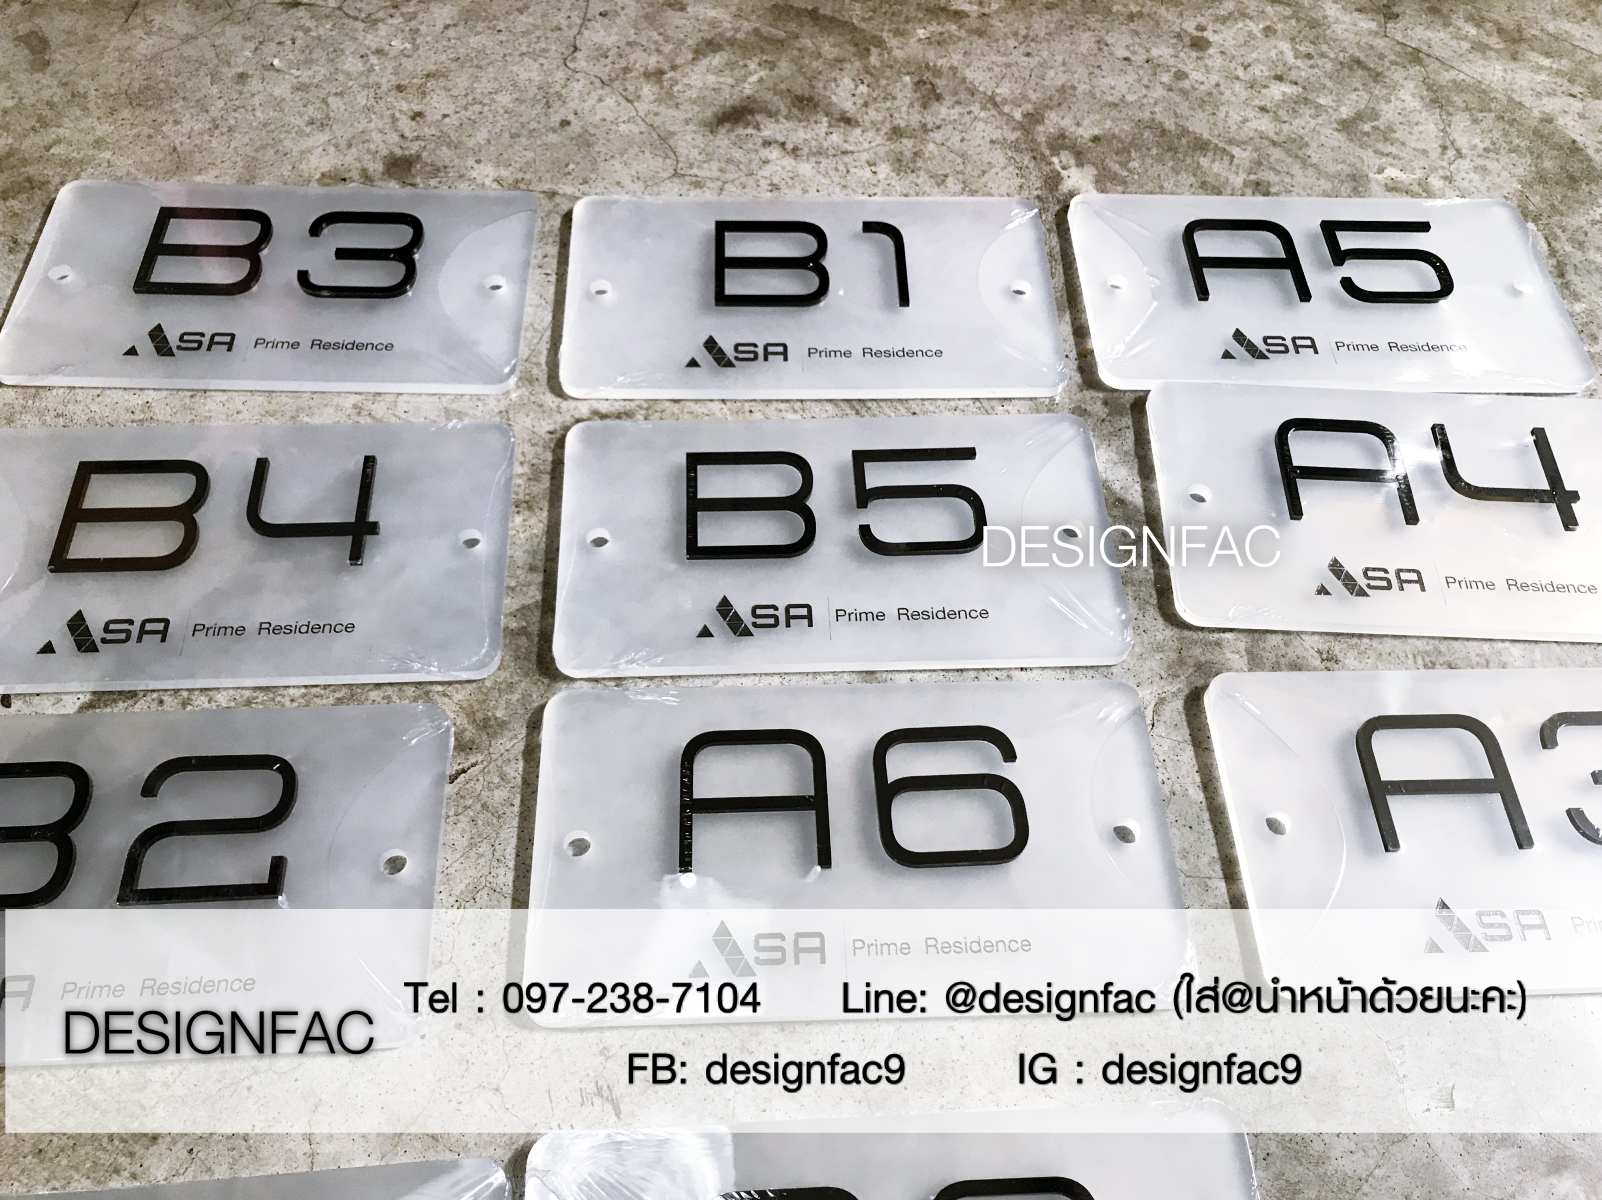 B3
ASA Prime Residence
B1
ASA Prime Residence
A5
ASA Prime Residence
B4
ASA Prime Residence
B5
ASA Prime Residence
A4
ASA Prime Residence
DESIGNFAC
B2
Prime Residence
A6
ASA Prime Residence
A3
ASA
DESIGNFAC
Tel : 097-238-7104 Line: @designfac (ใส่@นำหน้าด้วยนะคะ)
FB: designfac9 IG : designfac9